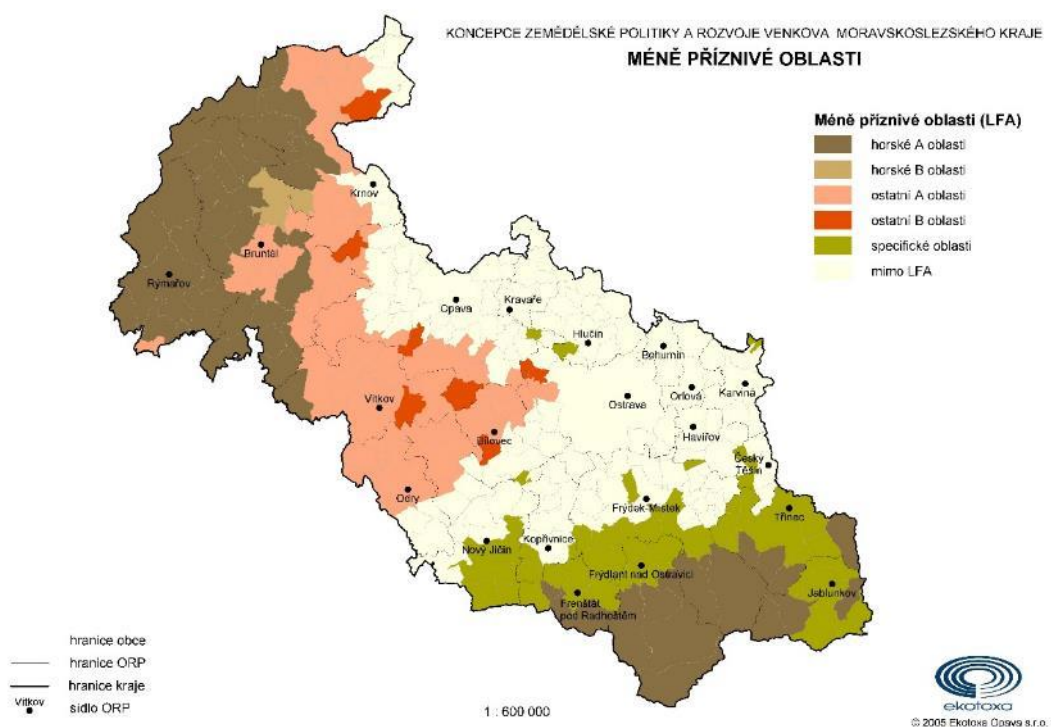 KONCEPCE ZEMĚDĚLSKÉ POLITIKY A ROZVOJE VENKOVA MORAVSKOSLEZSKÉHO KRAJE
MÉNĚ PŘÍZNIVÉ OBLASTI
Méně příznivé oblasti (LFA)
horské A oblasti
horské B oblasti
ostatní A oblasti
ostatní B oblasti
specifické oblasti
mimo LFA
Krnov
Bruntál
Rýmařov
Opava
Kravaře
Hlučín
Bohumín
Karviná
Orlová
Ostrava
Vítkov
Havířov
Bílovec
Český
Těšín
Odry
Frýdek-Místek
Třinec
Nový Jičín
Kopřivnice
Frýdlant nad Ostravicí
Jablunkov
Frenštát
pod Radhoštěm
hranice obce
hranice ORP
hranice kraje
Vítkov
sídlo ORP
1 : 600 000
ekotoxa
© 2005 Ekotoxa Opava s.r.o.